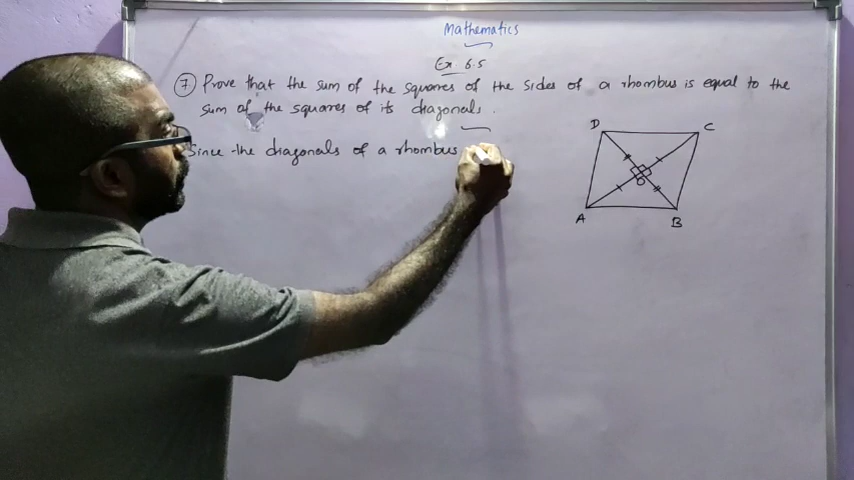 Mathematics
Ex 6.5
⑦ Prove that the sum of the squares of the sides of a rhombus is equal to the
sum of the squares of its diagonals.
Since the diagonals of a rhombus
D C
O
A B